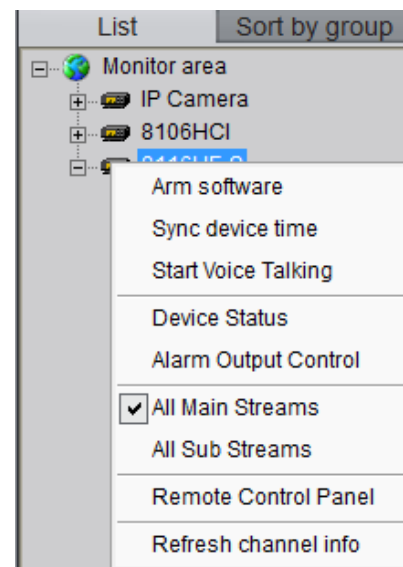 List Sort by group
Monitor area
IP Camera
8106HCI
Arm software
Sync device time
Start Voice Talking
Device Status
Alarm Output Control
All Main Streams
All Sub Streams
Remote Control Panel
Refresh channel info